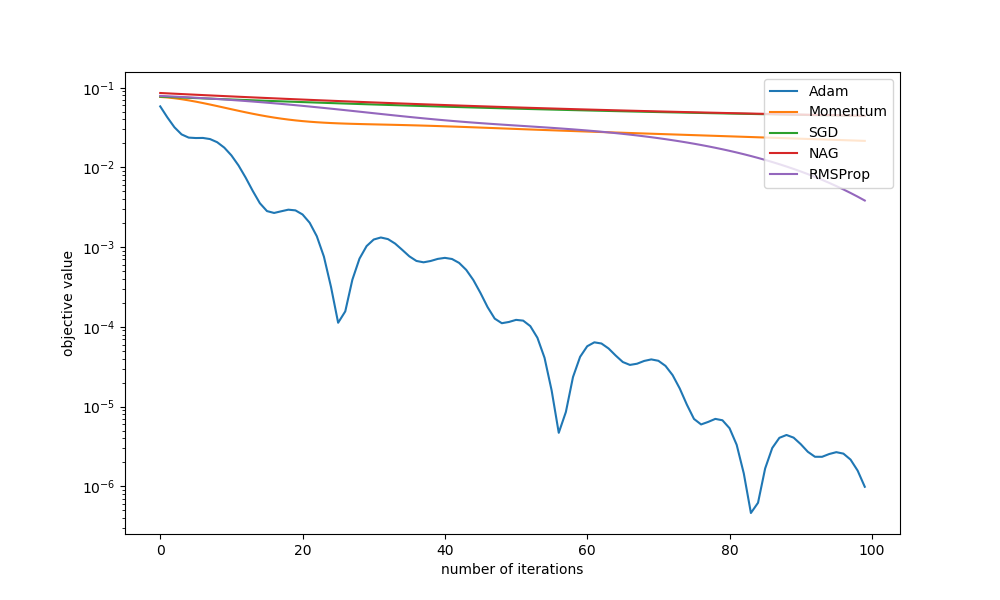 10⁻¹
10⁻²
10⁻³
10⁻⁴
10⁻⁵
10⁻⁶
objective value
0 20 40 60 80 100
number of iterations
Adam
Momentum
SGD
NAG
RMSProp